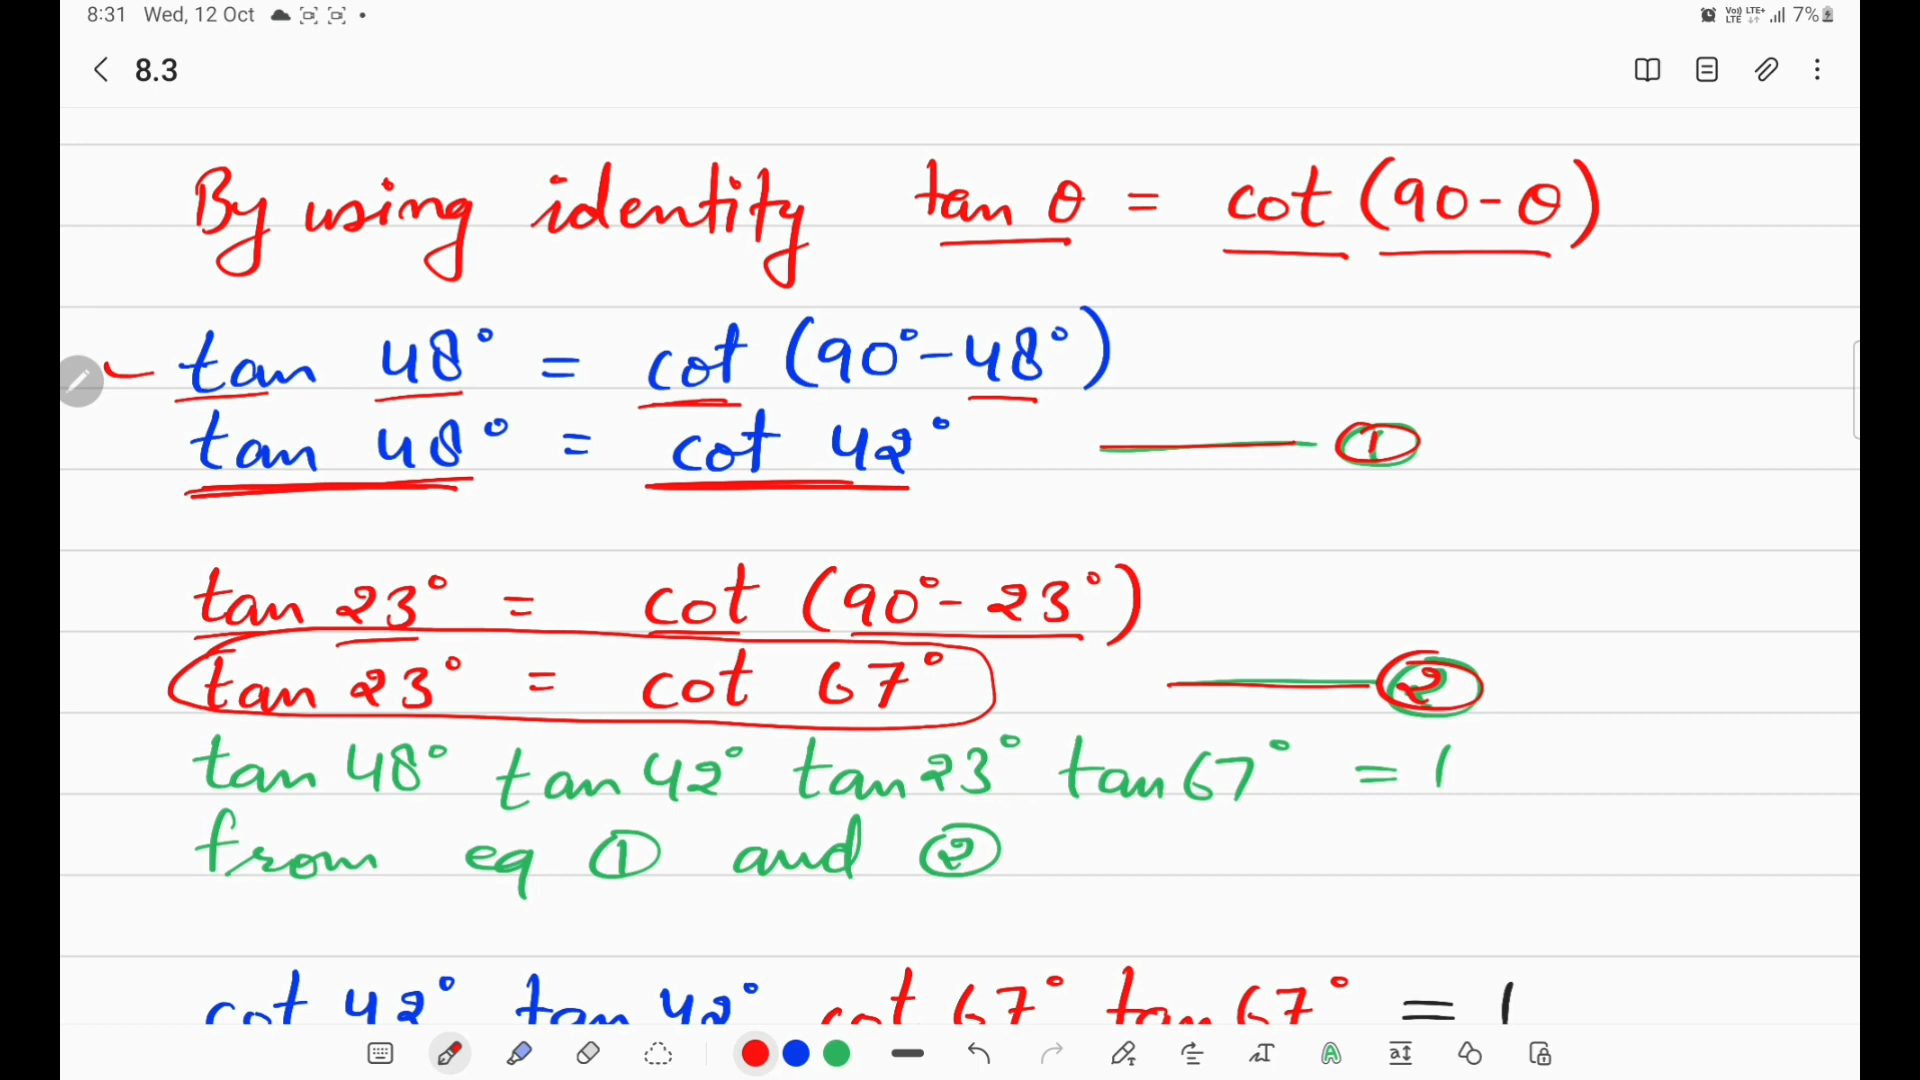 8:31 Wed, 12 Oct 7%
8.3
By using identity tan θ = cot (90-θ)
tan 48° = cot (90°-48°)
tan 48° = cot 42° ——— ①
tan 23° = cot (90°-23°)
tan 23° = cot 67° ——— ②
tan 48° tan 42° tan 23° tan 67° = 1
from eq ① and ②
cot 42° tan 42° cot 67° tan 67° = 1